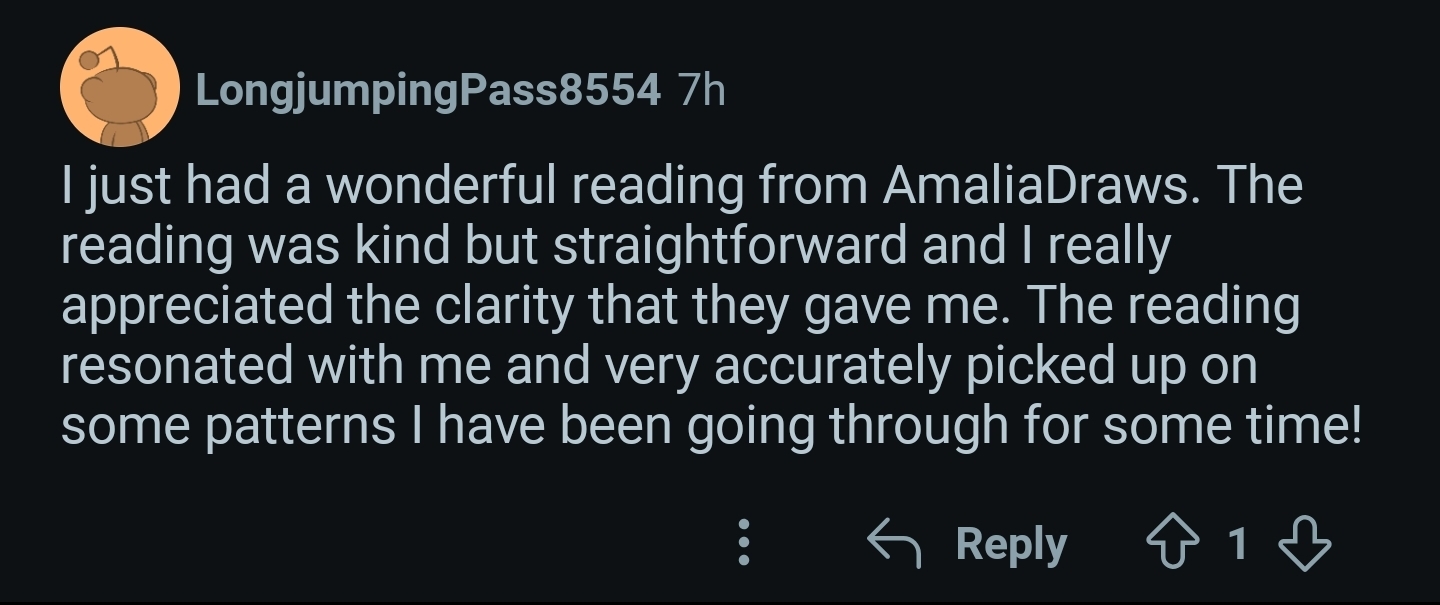 LongjumpingPass8554 7h
I just had a wonderful reading from AmaliaDraws. The
reading was kind but straightforward and I really
appreciated the clarity that they gave me. The reading
resonated with me and very accurately picked up on
some patterns I have been going through for some time!
Reply 1